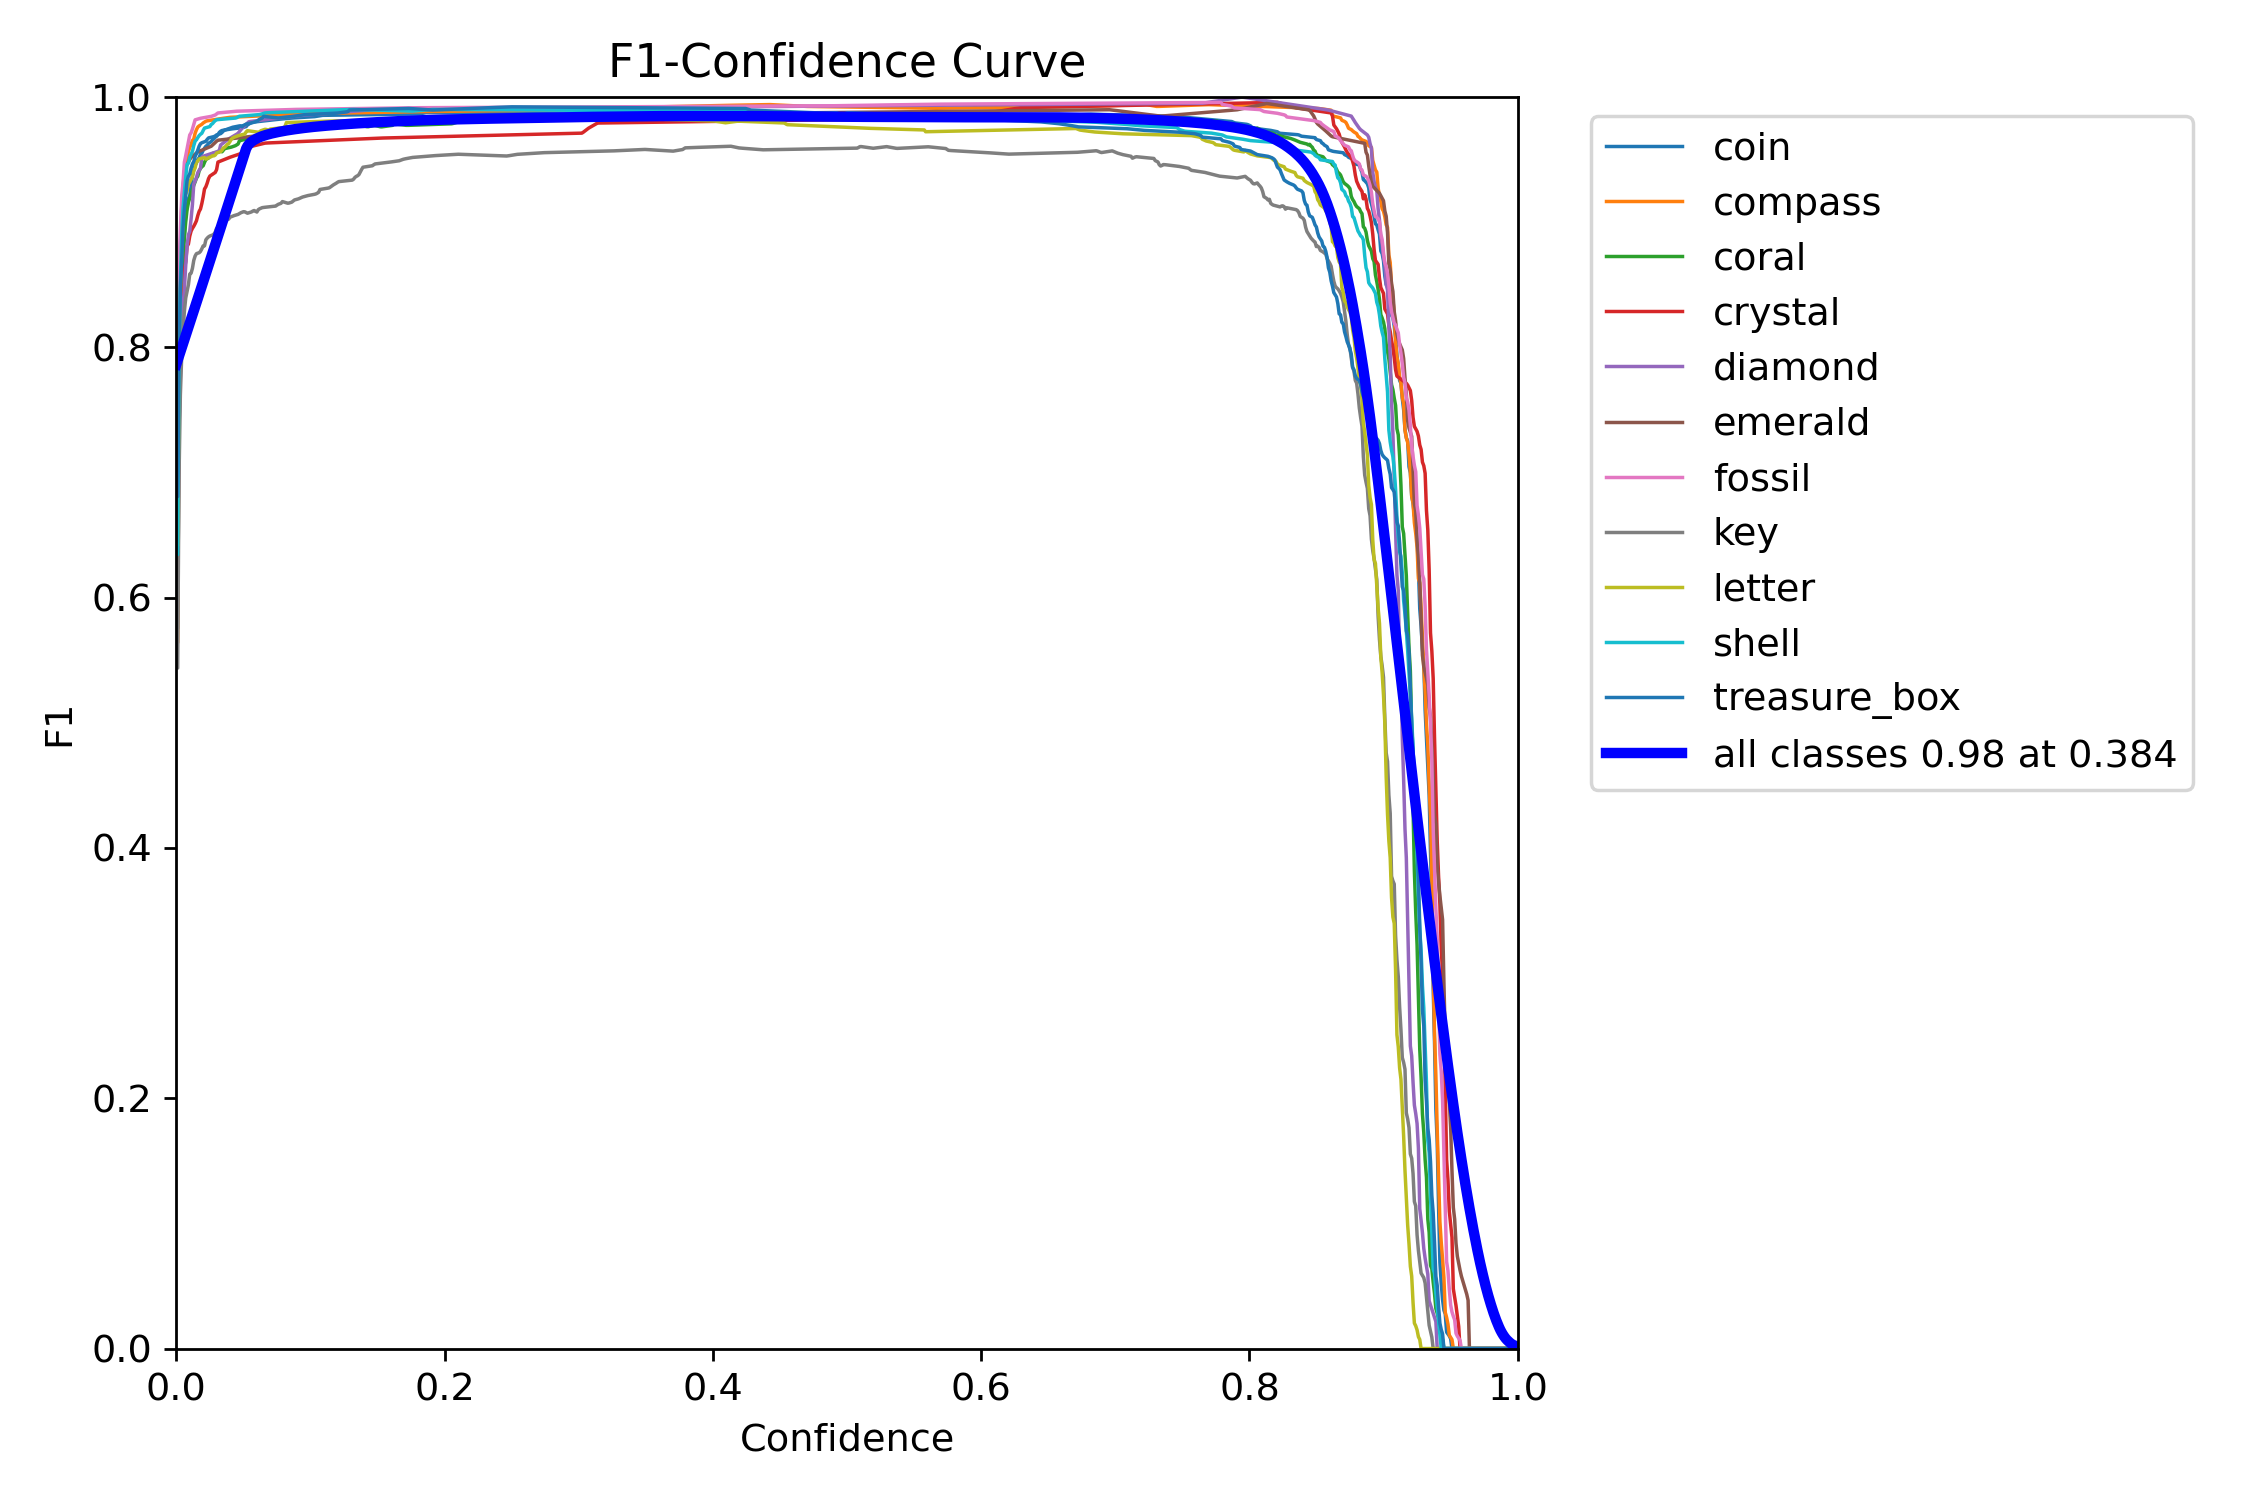 F1-Confidence Curve
1.0
0.8
0.6
0.4
0.2
0.0
F1
0.0 0.2 0.4 0.6 0.8 1.0
Confidence
coin
compass
coral
crystal
diamond
emerald
fossil
key
letter
shell
treasure_box
all classes 0.98 at 0.384